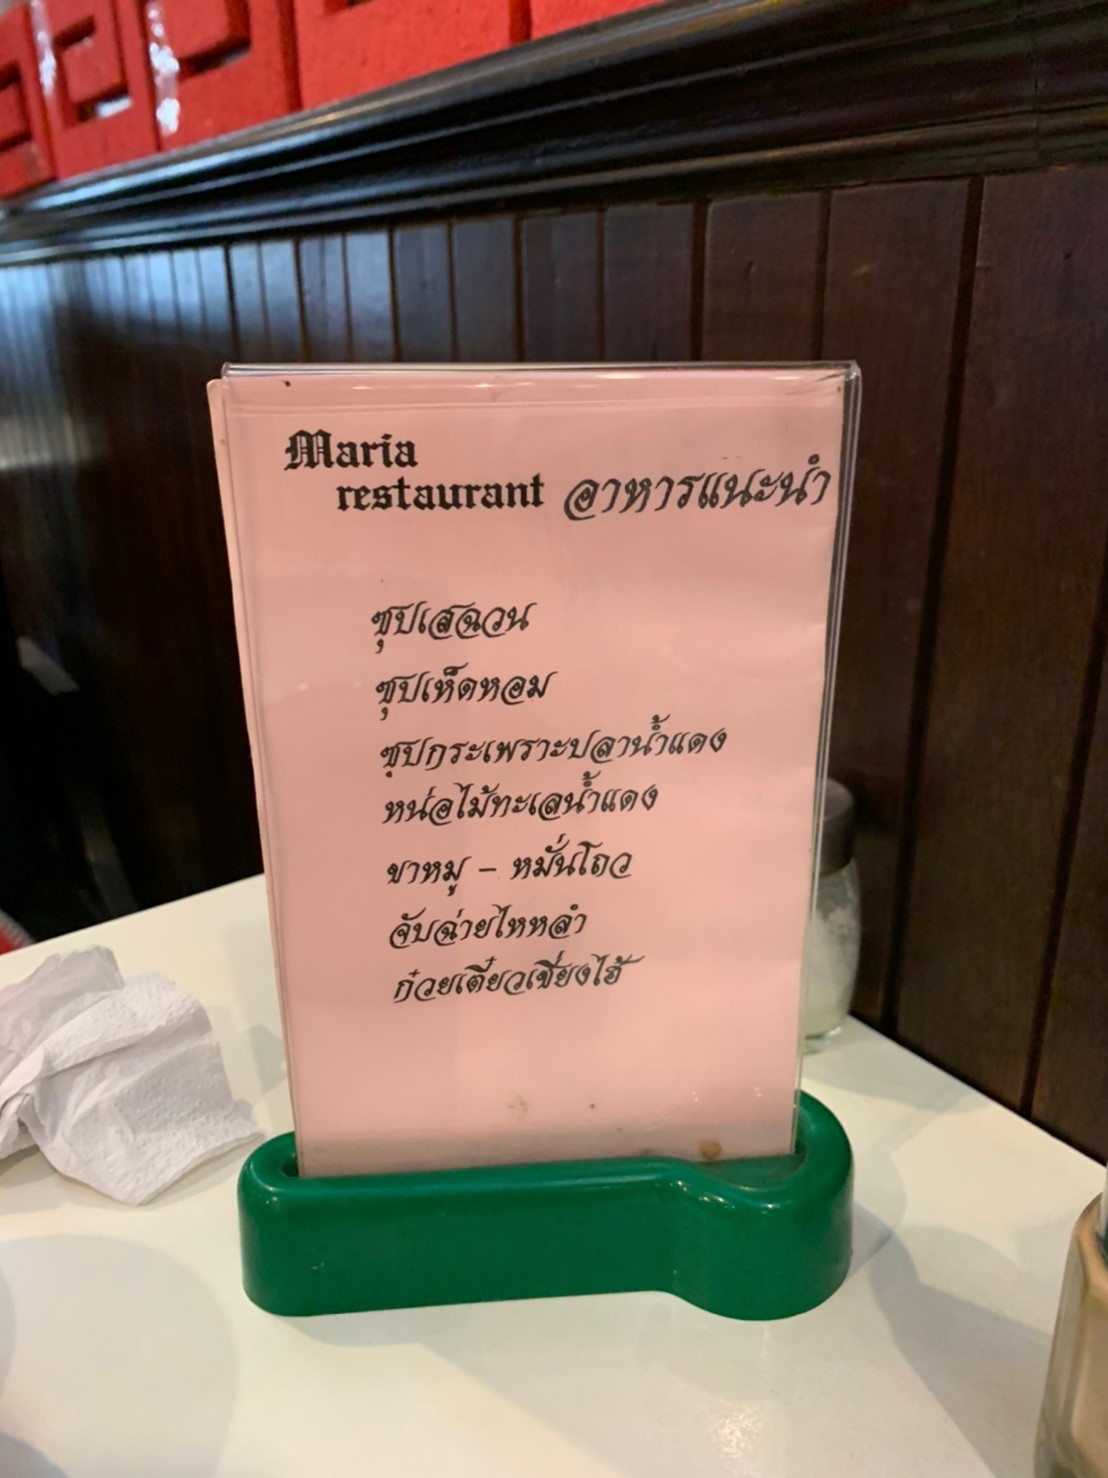 Maria
restaurant อาหารแนะนำ
ซุปเสฉวน
ซุปเห็ดหอม
ซุปกระเพราะปลาน้ำแดง
หน่อไม้ทะเลน้ำแดง
ขาหมู – หมั่นโถว
จับฉ่ายไหหลำ
ก๋วยเตี๋ยวเซี่ยงไฮ้